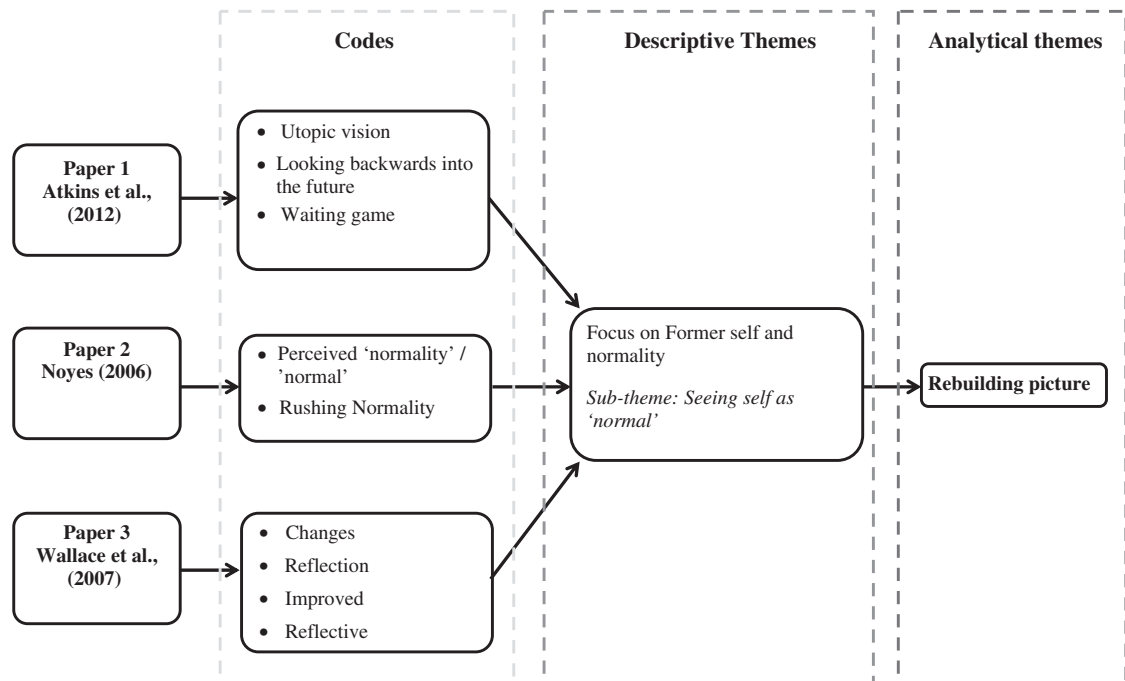 Codes
Descriptive Themes
Analytical themes
Paper 1
Atkins et al.,
(2012)
• Utopic vision
• Looking backwards into
the future
• Waiting game
Paper 2
Noyes (2006)
• Perceived ‘normality’ /
’normal’
• Rushing Normality
Paper 3
Wallace et al.,
(2007)
• Changes
• Reflection
• Improved
• Reflective
Focus on Former self and
normality
Sub-theme: Seeing self as
‘normal’
Rebuilding picture